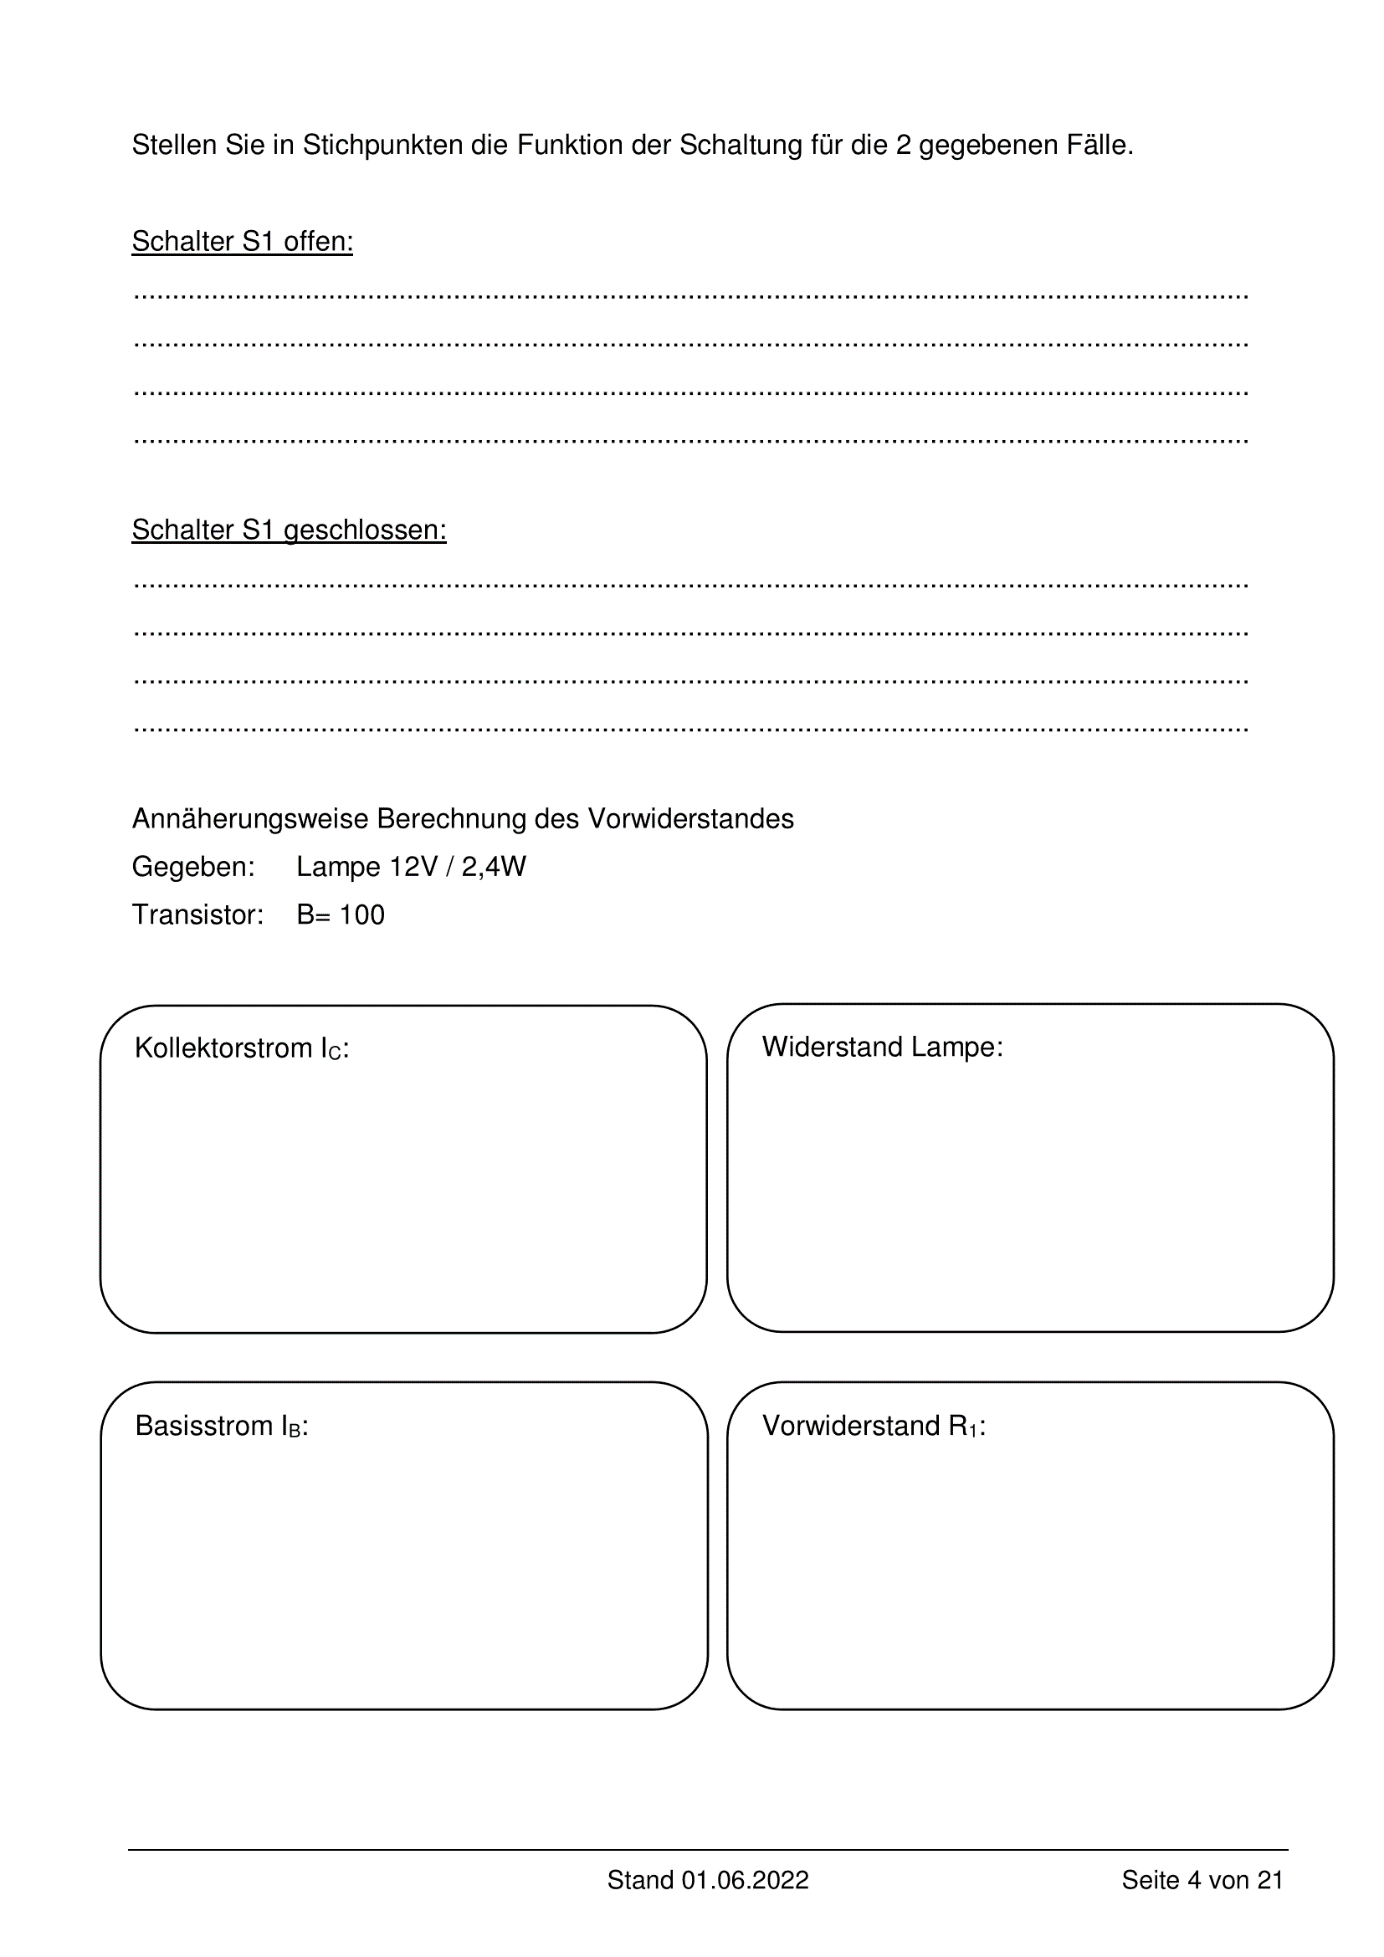 Stellen Sie in Stichpunkten die Funktion der Schaltung für die 2 gegebenen Fälle.
Schalter S1 offen:
................................................................................
................................................................................
................................................................................
................................................................................
Schalter S1 geschlossen:
................................................................................
................................................................................
................................................................................
................................................................................
Annäherungsweise Berechnung des Vorwiderstandes
Gegeben: Lampe 12V / 2,4W
Transistor: B= 100
Kollektorstrom IC:
Widerstand Lampe:
Basisstrom IB:
Vorwiderstand R1:
Stand 01.06.2022 Seite 4 von 21